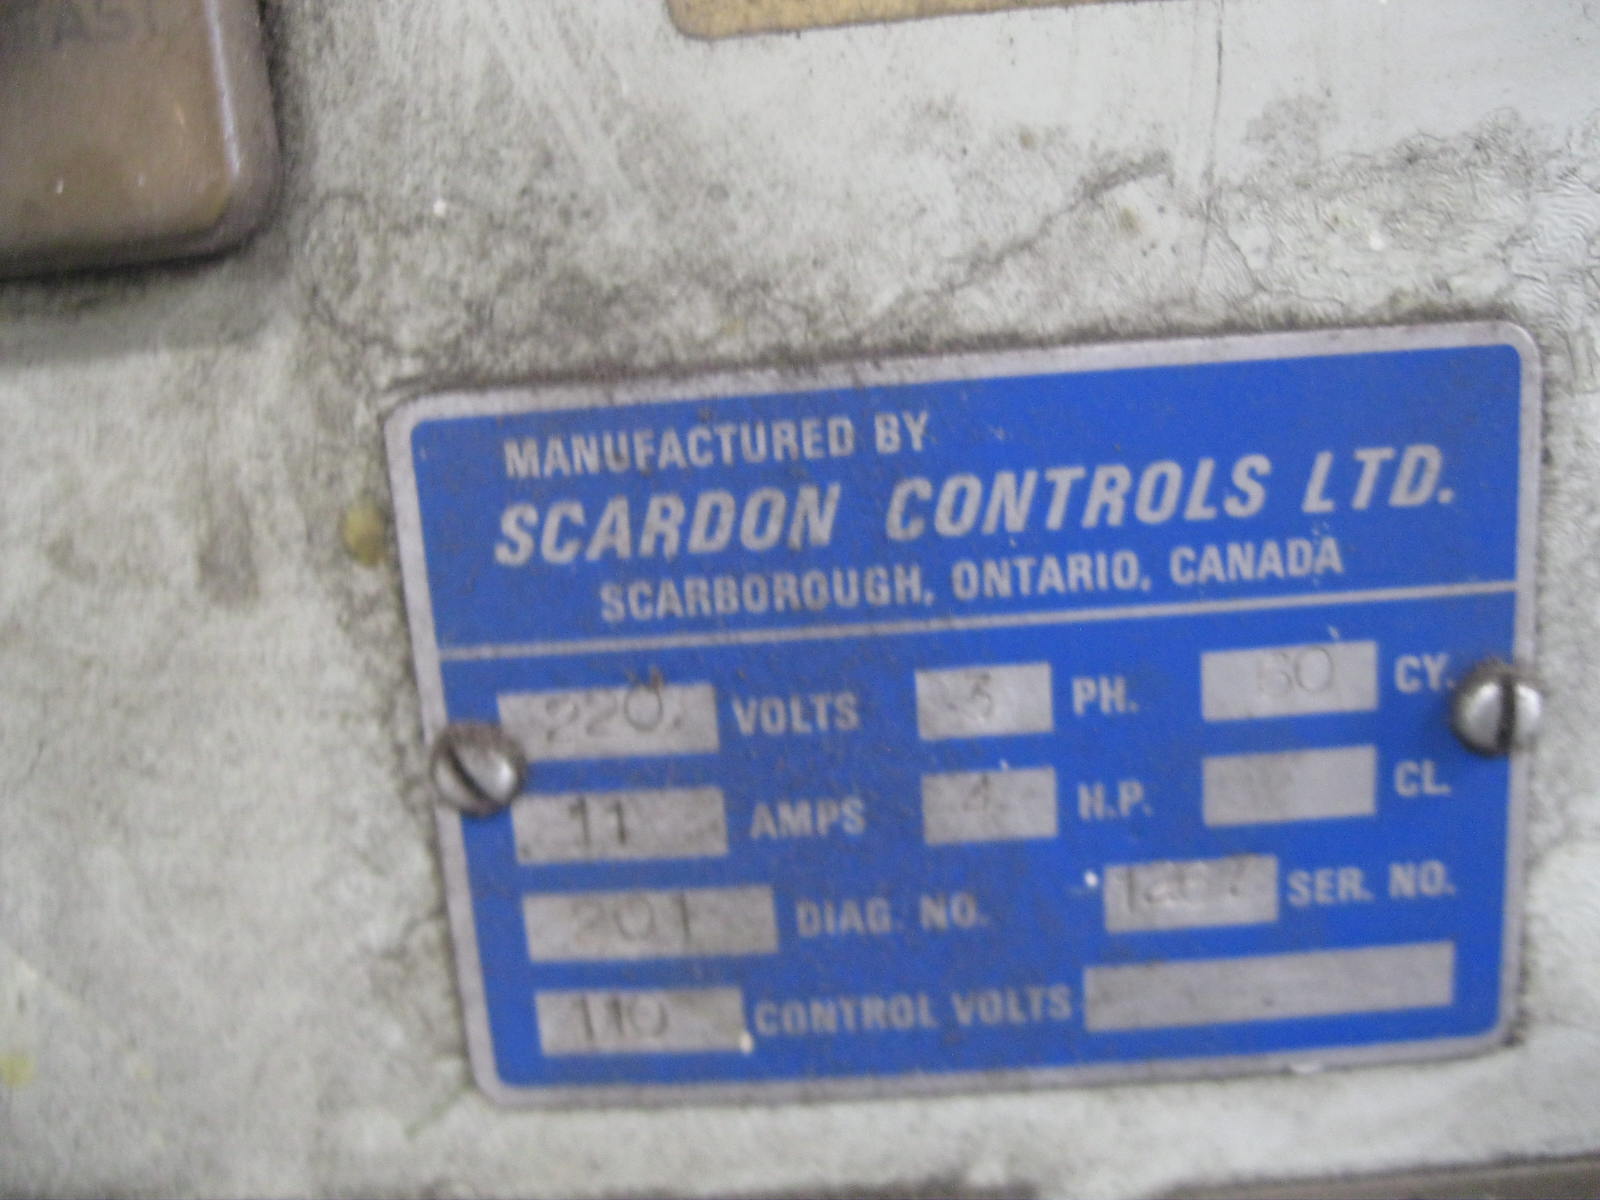 MANUFACTURED BY
SCARDON CONTROLS LTD.
SCARBOROUGH, ONTARIO, CANADA
220 VOLTS 3 PH. 60 CY.
11 AMPS 4 H.P. CL.
201 DIAG. NO. SER. NO.
110 CONTROL VOLTS